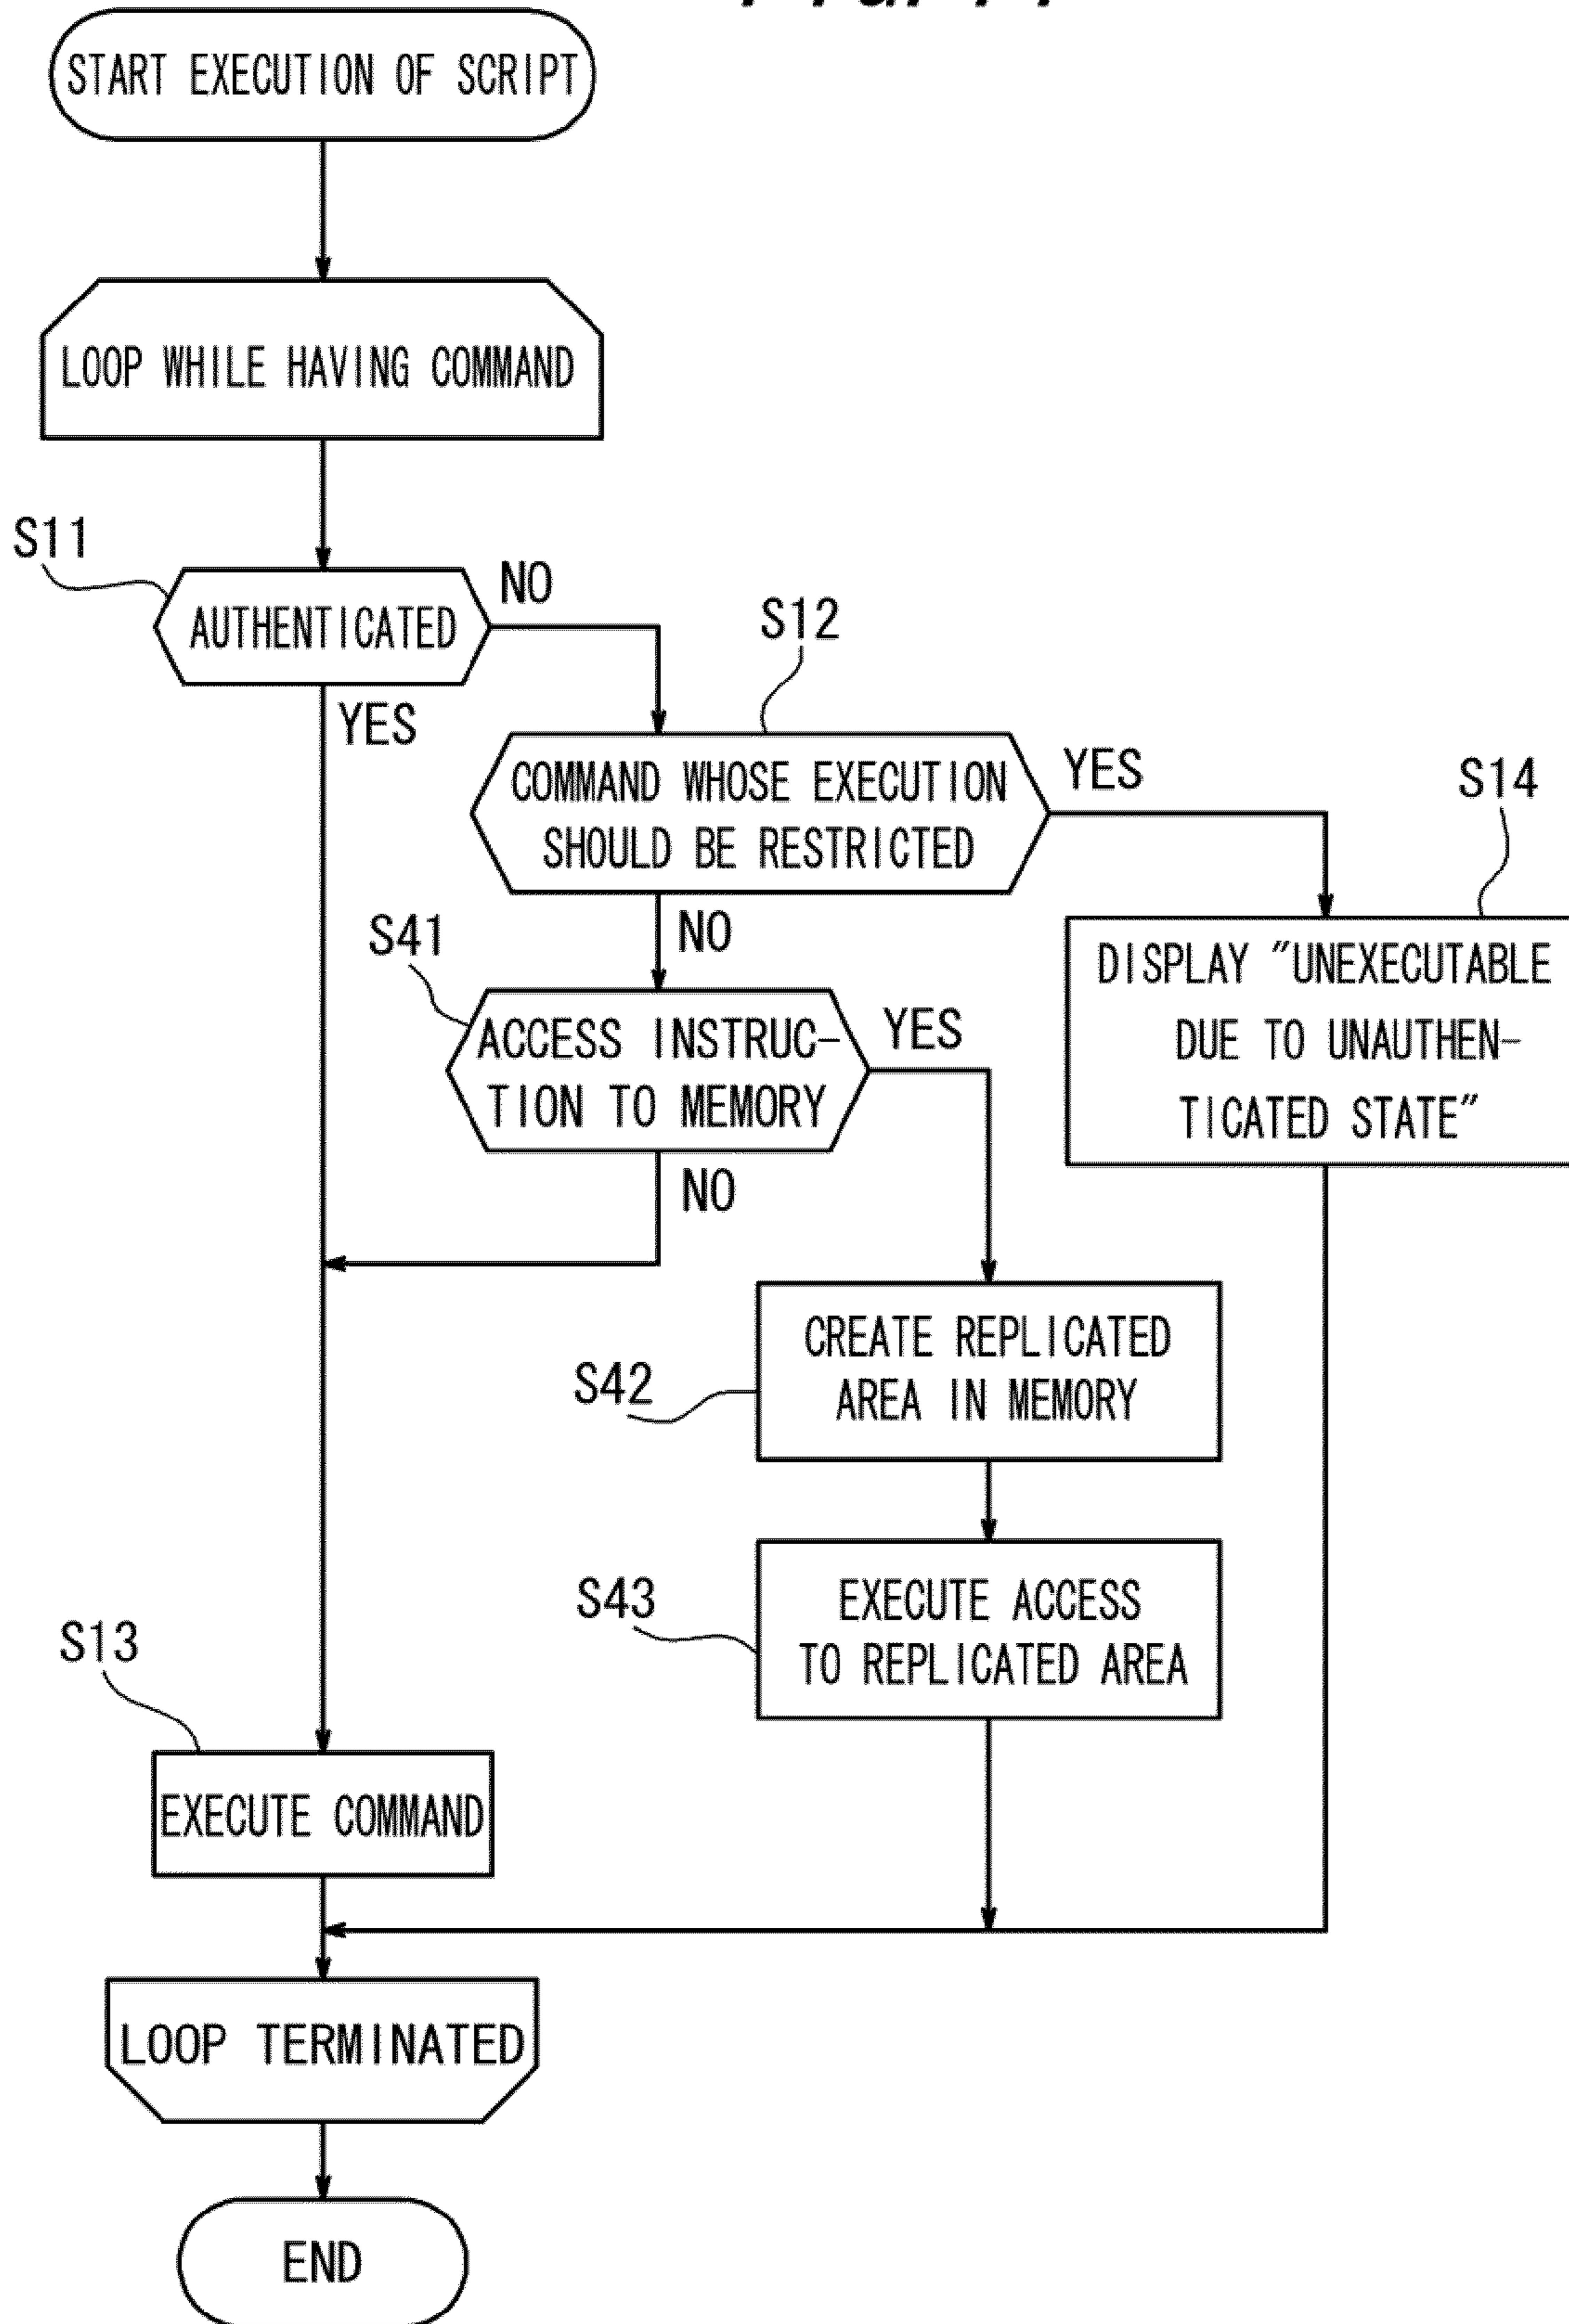 START EXECUTION OF SCRIPT
LOOP WHILE HAVING COMMAND
S11
AUTHENTICATED
NO
YES
S12
COMMAND WHOSE EXECUTION
SHOULD BE RESTRICTED
YES
NO
S14
DISPLAY "UNEXECUTABLE
DUE TO UNAUTHEN-
TICATED STATE"
S41
ACCESS INSTRUC-
TION TO MEMORY
YES
NO
S42
CREATE REPLICATED
AREA IN MEMORY
S43
EXECUTE ACCESS
TO REPLICATED AREA
S13
EXECUTE COMMAND
LOOP TERMINATED
END